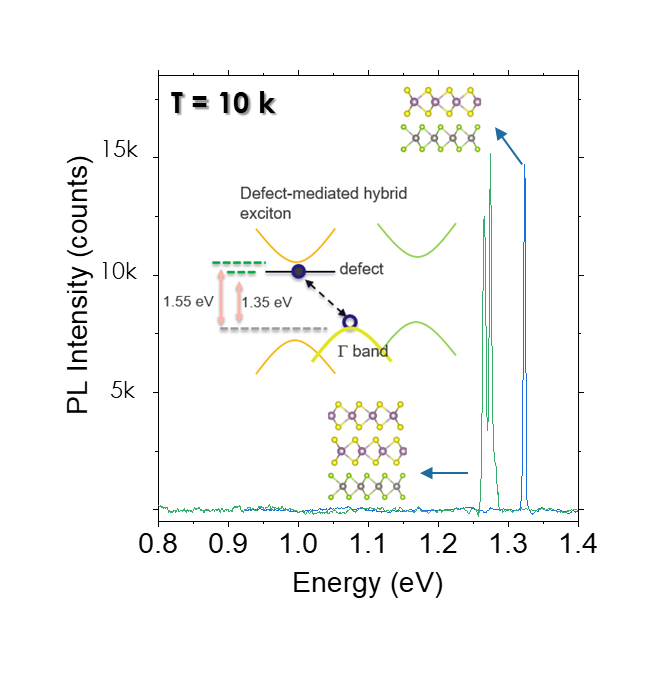 T = 10 k
15k
10k
5k
PL Intensity (counts)
Defect-mediated hybrid
exciton
defect
1.55 eV
1.35 eV
Γ band
0.8 0.9 1.0 1.1 1.2 1.3 1.4
Energy (eV)